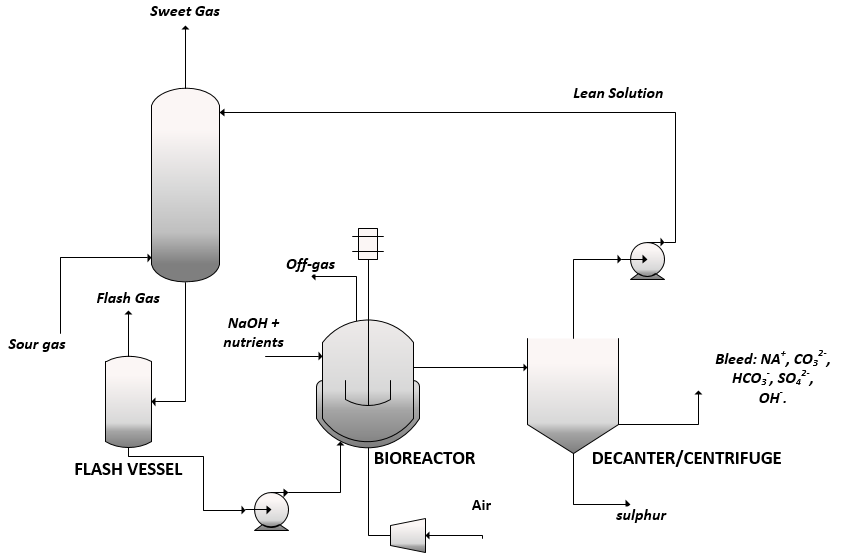 Sweet Gas
Lean Solution
Off-gas
Flash Gas
NaOH +
nutrients
Sour gas
Bleed: NA⁺, CO₃²⁻,
HCO₃⁻, SO₄²⁻,
OH⁻.
FLASH VESSEL
BIOREACTOR
DECANTER/CENTRIFUGE
Air
sulphur